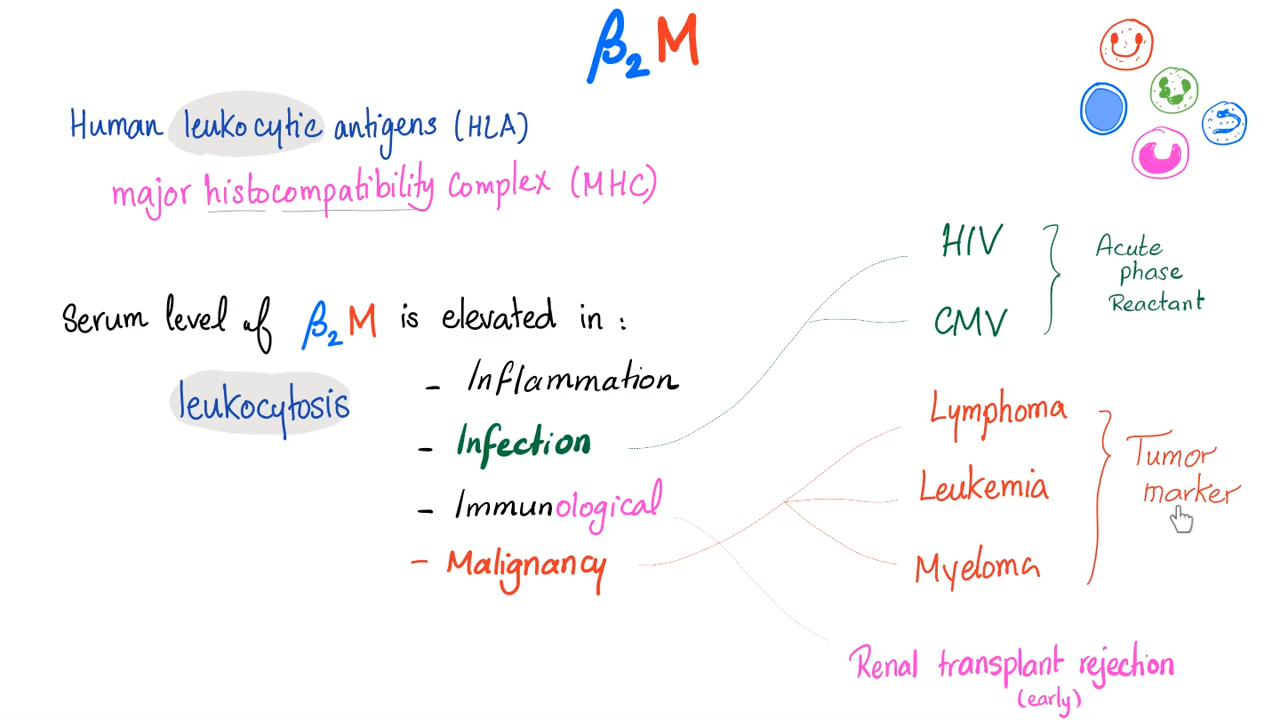 β₂M
Human leukocytic antigens (HLA)
major histocompatibility complex (MHC)
Serum level of β₂M is elevated in :
leukocytosis
- Inflammation
- Infection
- Immunological
- Malignancy
HIV
CMV
Acute
phase
Reactant
Lymphoma
Leukemia
Myeloma
Tumor
marker
Renal transplant rejection
(early)